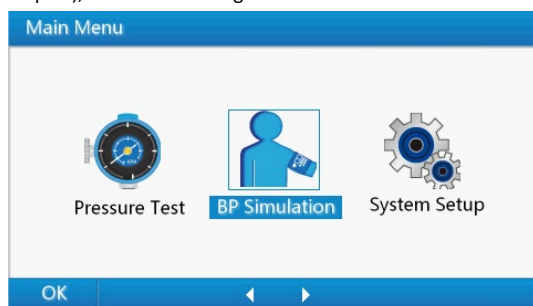 Main Menu
Pressure Test
BP Simulation
System Setup
OK